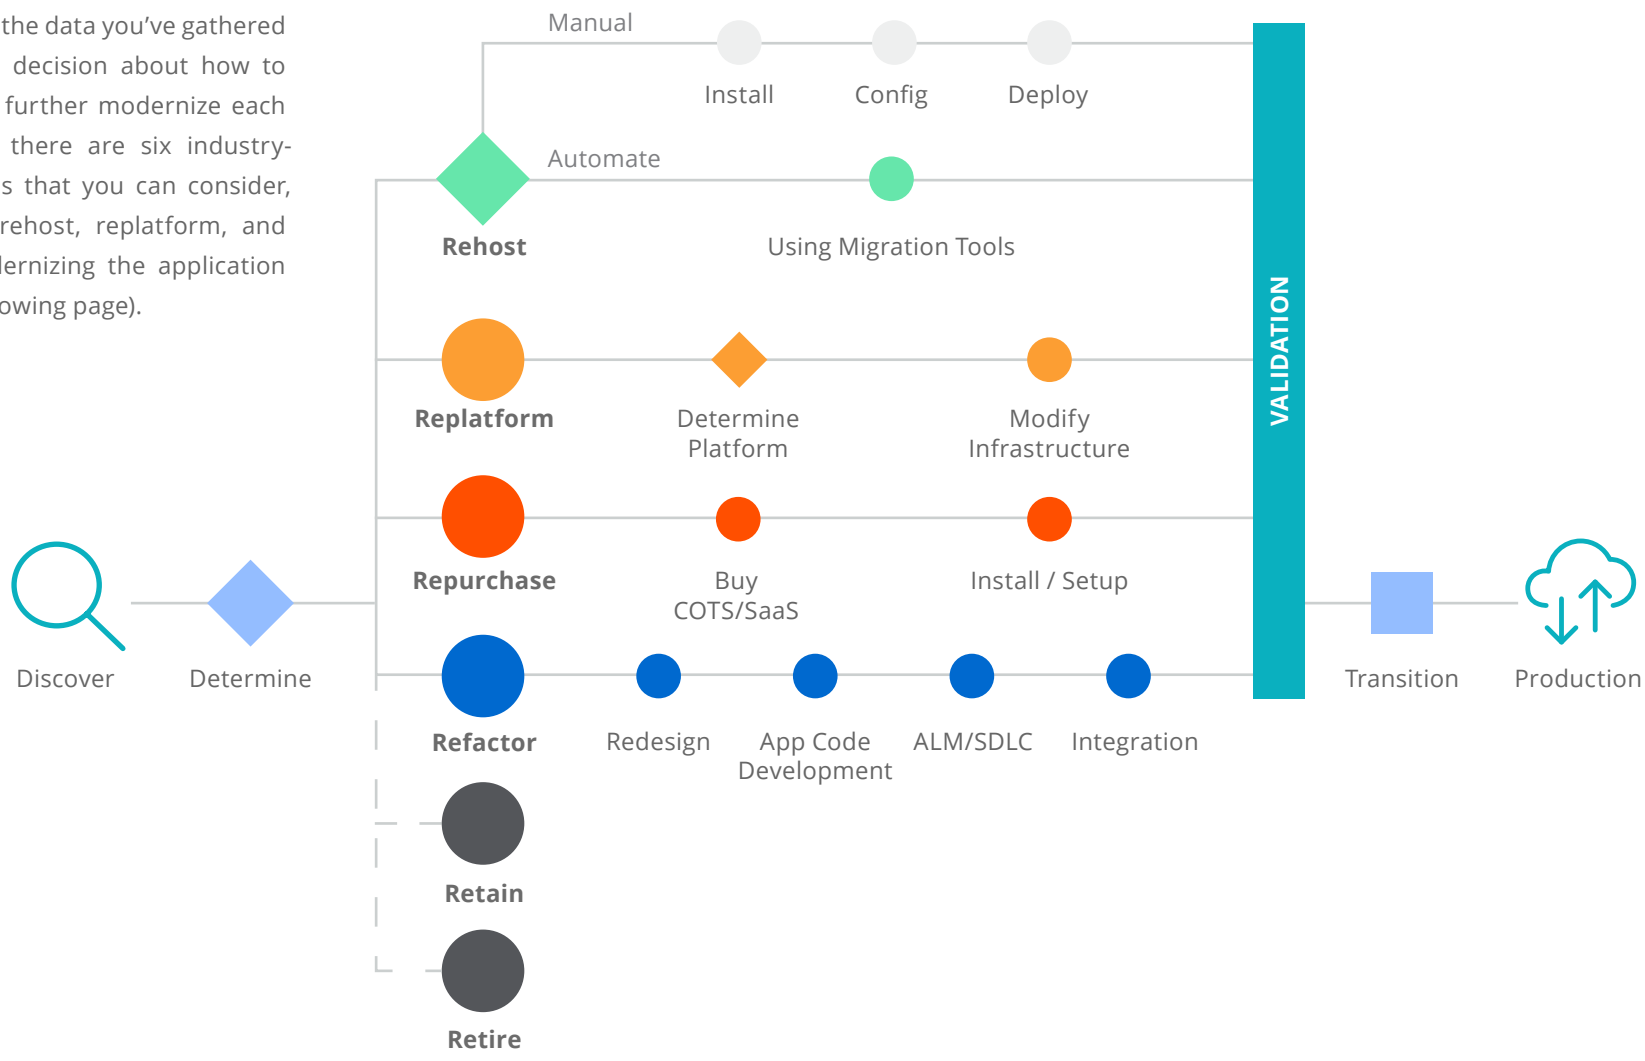 the data you’ve gathered
decision about how to
further modernize each
there are six industry-
s that you can consider,
rehost, replatform, and
lernizing the application
owing page).
Manual
Install
Config
Deploy
Automate
Rehost
Using Migration Tools
VALIDATION
Replatform
Determine
Platform
Modify
Infrastructure
Repurchase
Buy
COTS/SaaS
Install / Setup
Discover
Determine
Transition
Production
Refactor
Redesign
App Code
Development
ALM/SDLC
Integration
Retain
Retire